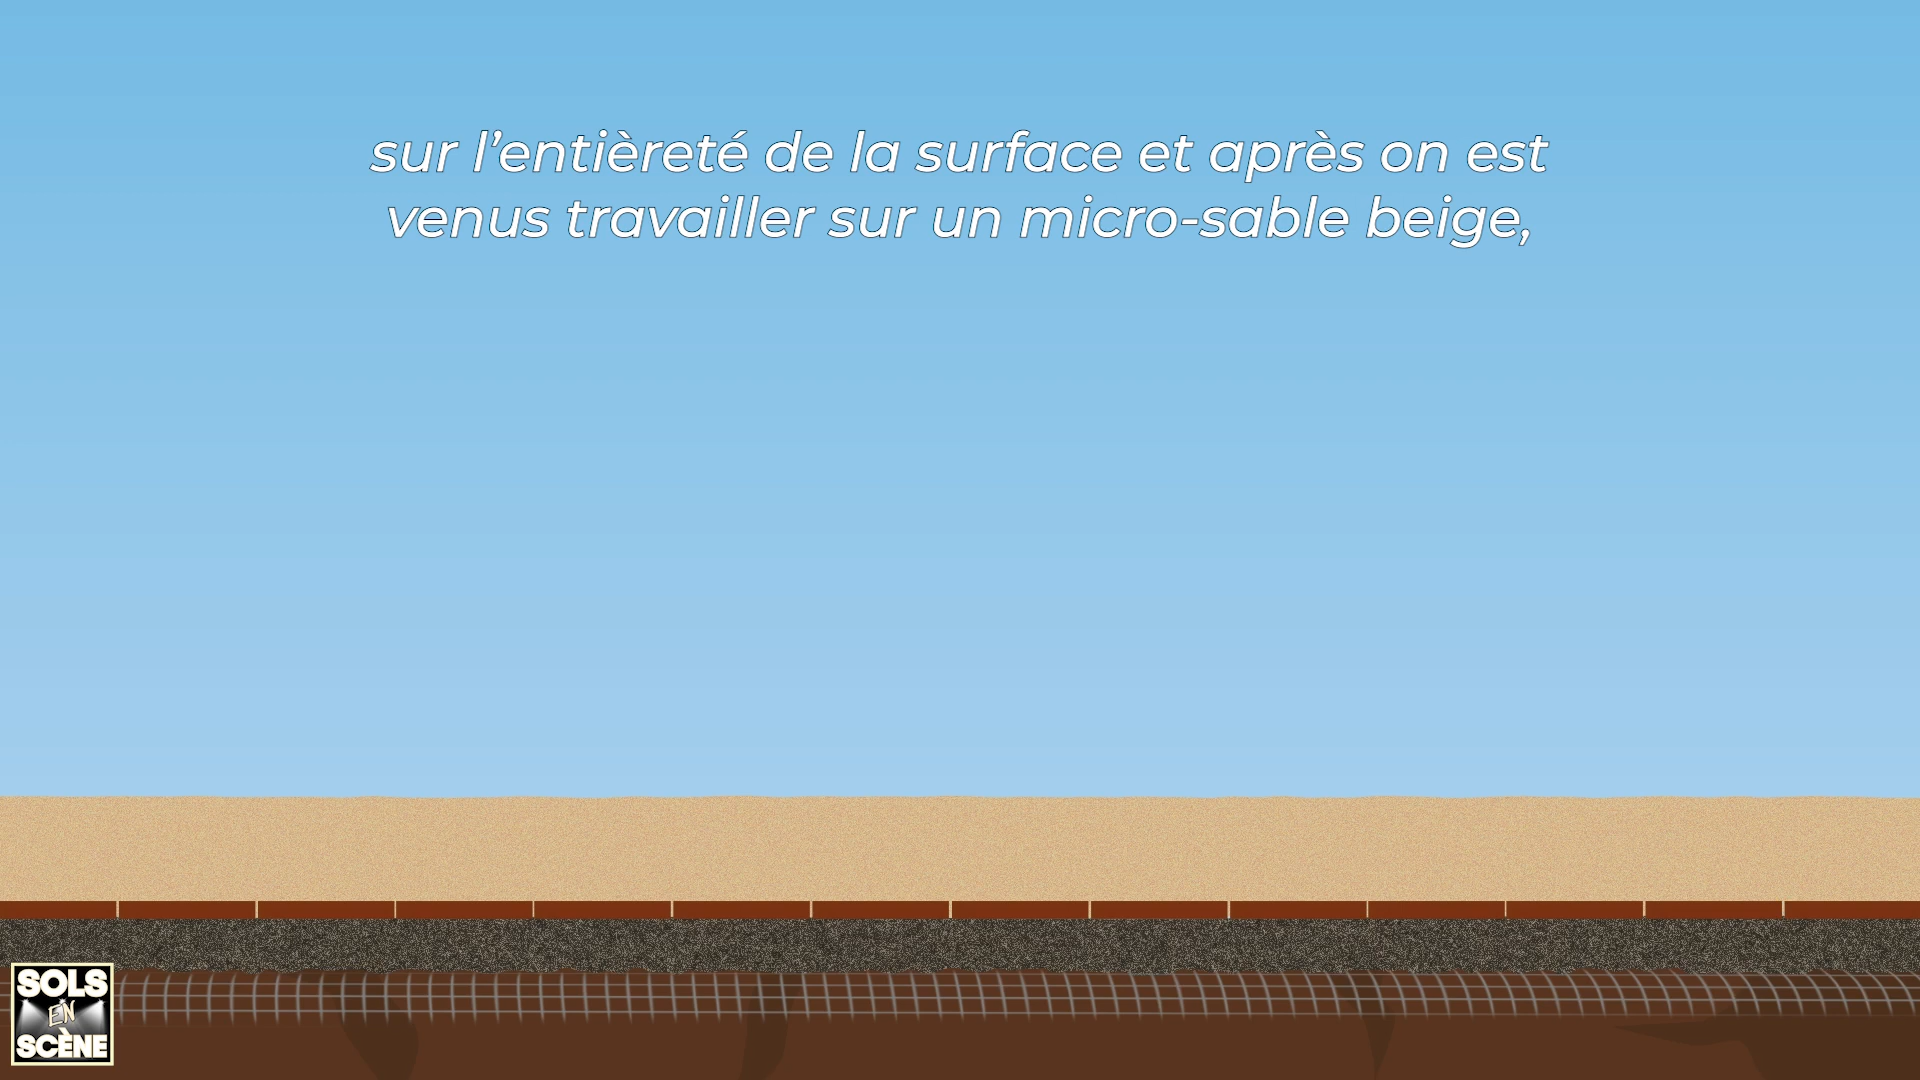 sur l’entièreté de la surface et après on est
venus travailler sur un micro-sable beige,
SOLS
EN
SCÈNE